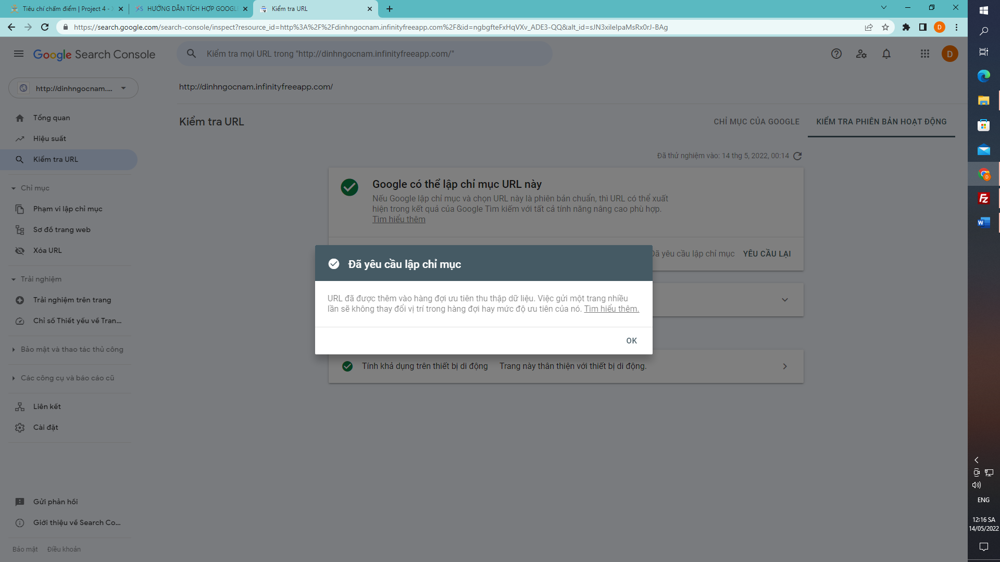 Tiêu chí chấm điểm | Project 4 -
HƯỚNG DẪN TÍCH HỢP GOOGL
Kiểm tra URL
https://search.google.com/search-console/inspect?resource_id=http%3A%2F%2Fdinhngocnam.infinityfreeapp.com%2F&id=ngbgfteFxHqVXv_ADE3-QQ&alt_id=sJN3xileIpaMsRx0rJ-BAg
D
Google Search Console
Kiểm tra mọi URL trong "http://dinhngocnam.infinityfreeapp.com/"
D
http://dinhngocnam....
http://dinhngocnam.infinityfreeapp.com/
Tổng quan
Hiệu suất
Kiểm tra URL
Chỉ mục
Phạm vi lập chỉ mục
Sơ đồ trang web
Xóa URL
Trải nghiệm
Trải nghiệm trên trang
Chỉ số Thiết yếu về Tran...
Bảo mật và thao tác thủ công
Các công cụ và báo cáo cũ
Liên kết
Cài đặt
Gửi phản hồi
Giới thiệu về Search Co...
Bảo mật Điều khoản
Kiểm tra URL
CHỈ MỤC CỦA GOOGLE
KIỂM TRA PHIÊN BẢN HOẠT ĐỘNG
Đã thử nghiệm vào: 14 thg 5, 2022, 00:14
Google có thể lập chỉ mục URL này
Nếu Google lập chỉ mục và chọn URL này là phiên bản chuẩn, thì URL có thể xuất
hiện trong kết quả của Google Tìm kiếm với tất cả tính năng nâng cao phù hợp.
Tìm hiểu thêm
Đã yêu cầu lập chỉ mục YÊU CẦU LẠI
Đã yêu cầu lập chỉ mục
URL đã được thêm vào hàng đợi ưu tiên thu thập dữ liệu. Việc gửi một trang nhiều
lần sẽ không thay đổi vị trí trong hàng đợi hay mức độ ưu tiên của nó. Tìm hiểu thêm.
OK
Tính khả dụng trên thiết bị di động Trang này thân thiện với thiết bị di động.
ENG
12:16 SA
14/05/2022